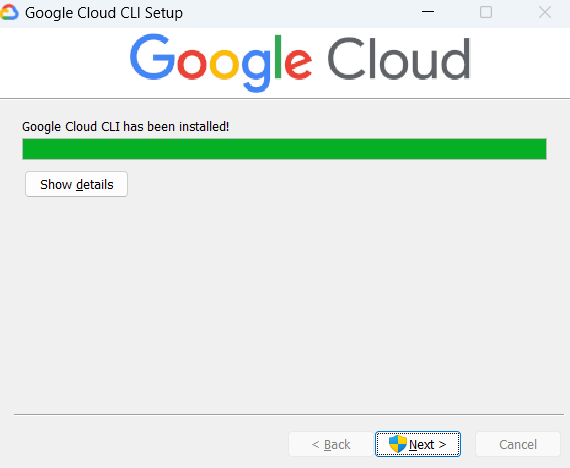 Google Cloud CLI Setup
Google Cloud
Google Cloud CLI has been installed!
Show details
< Back
Next >
Cancel